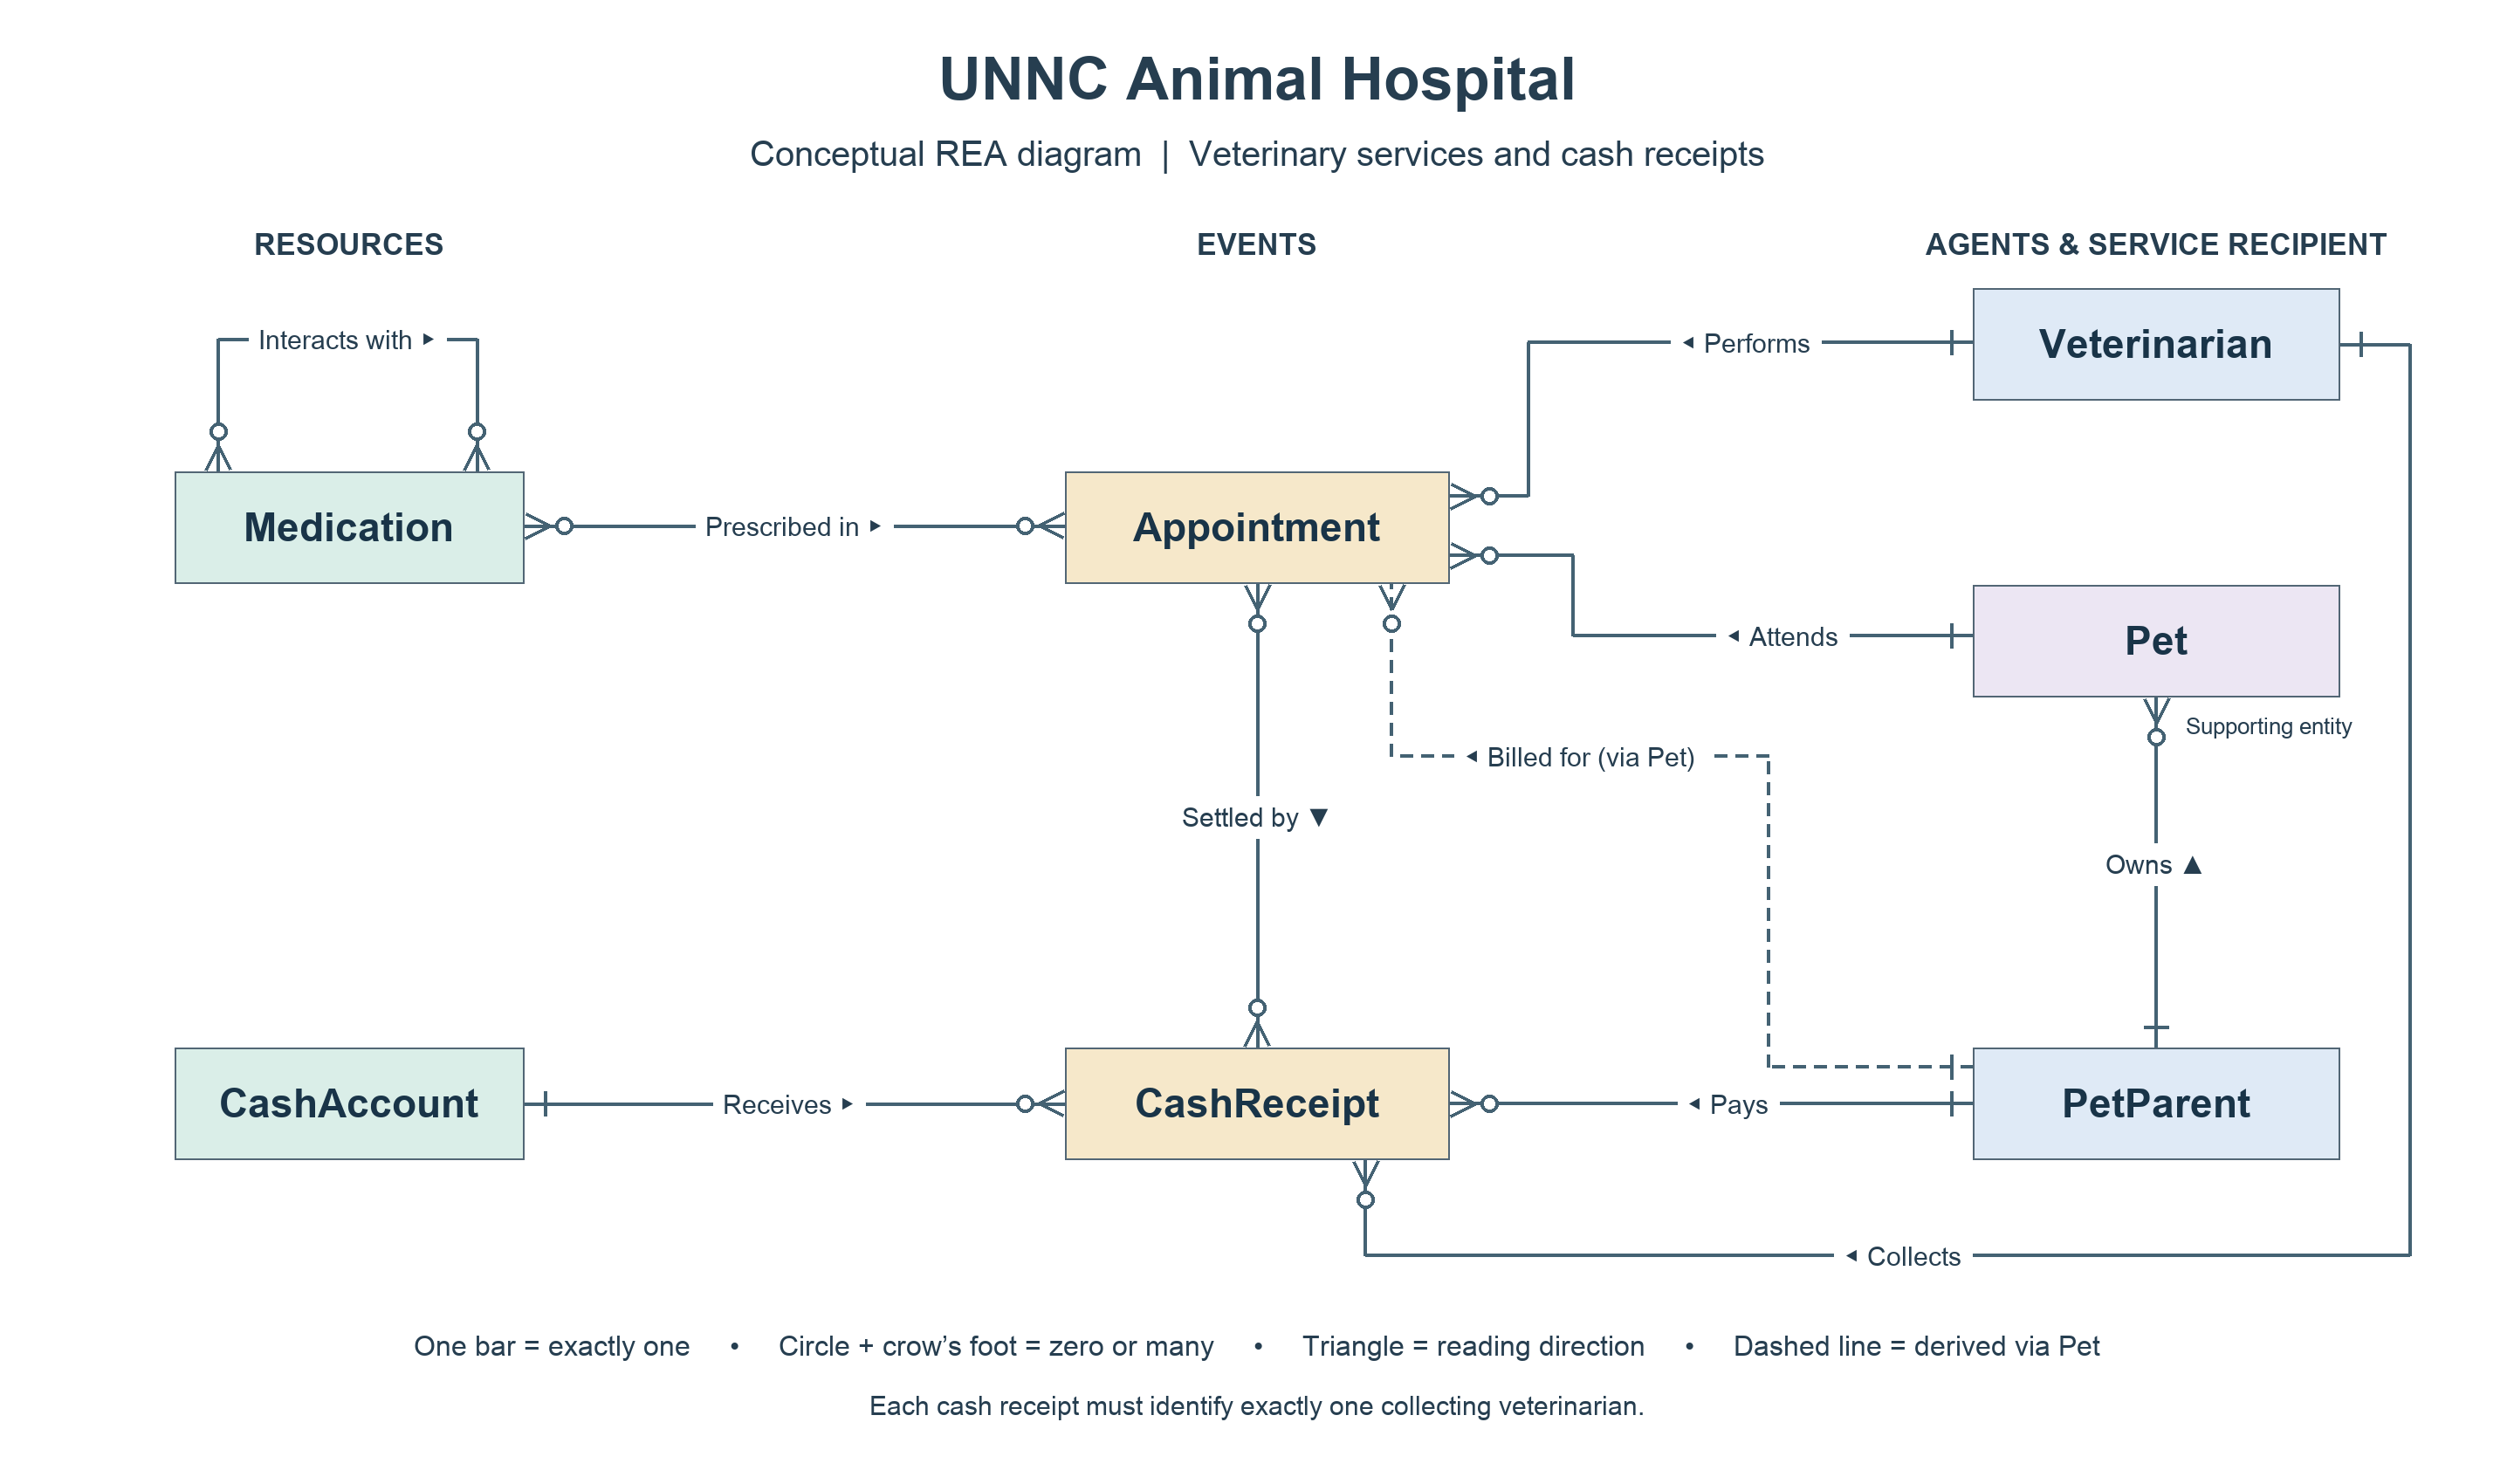 UNNC Animal Hospital
Conceptual REA diagram | Veterinary services and cash receipts
RESOURCES
EVENTS
AGENTS & SERVICE RECIPIENT
Interacts with ►
◄ Performs
Veterinarian
Medication
Prescribed in ►
Appointment
◄ Attends
Pet
Supporting entity
◄ Billed for (via Pet)
Settled by ▼
Owns ▲
CashAccount
Receives ►
CashReceipt
◄ Pays
PetParent
◄ Collects
One bar = exactly one • Circle + crow’s foot = zero or many • Triangle = reading direction • Dashed line = derived via Pet
Each cash receipt must identify exactly one collecting veterinarian.